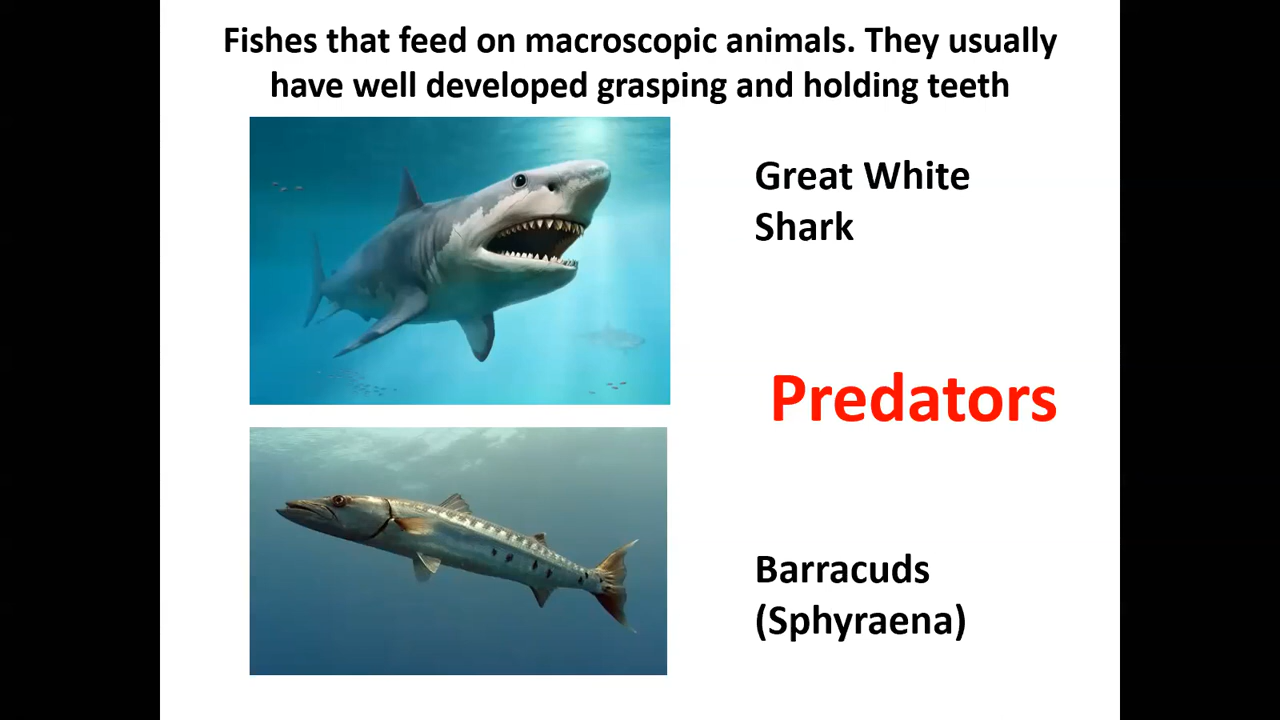 Fishes that feed on macroscopic animals. They usually
have well developed grasping and holding teeth
Great White
Shark
Predators
Barracuds
(Sphyraena)